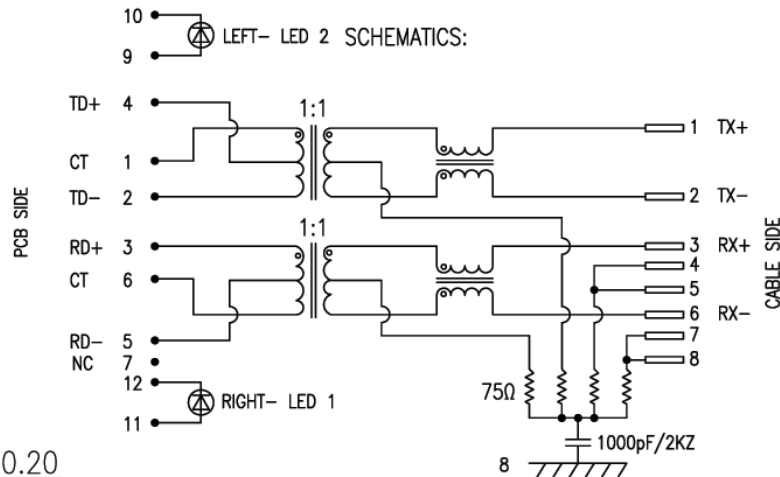 10
LEFT- LED 2 SCHEMATICS:
9
TD+ 4
1:1
1 TX+
CT 1
TD- 2
2 TX-
PCB SIDE
1:1
RD+ 3
3 RX+
4
CT 6
5
CABLE SIDE
6 RX-
RD- 5
7
NC 7
8
12
75Ω
RIGHT- LED 1
11
1000pF/2KZ
0.20
8